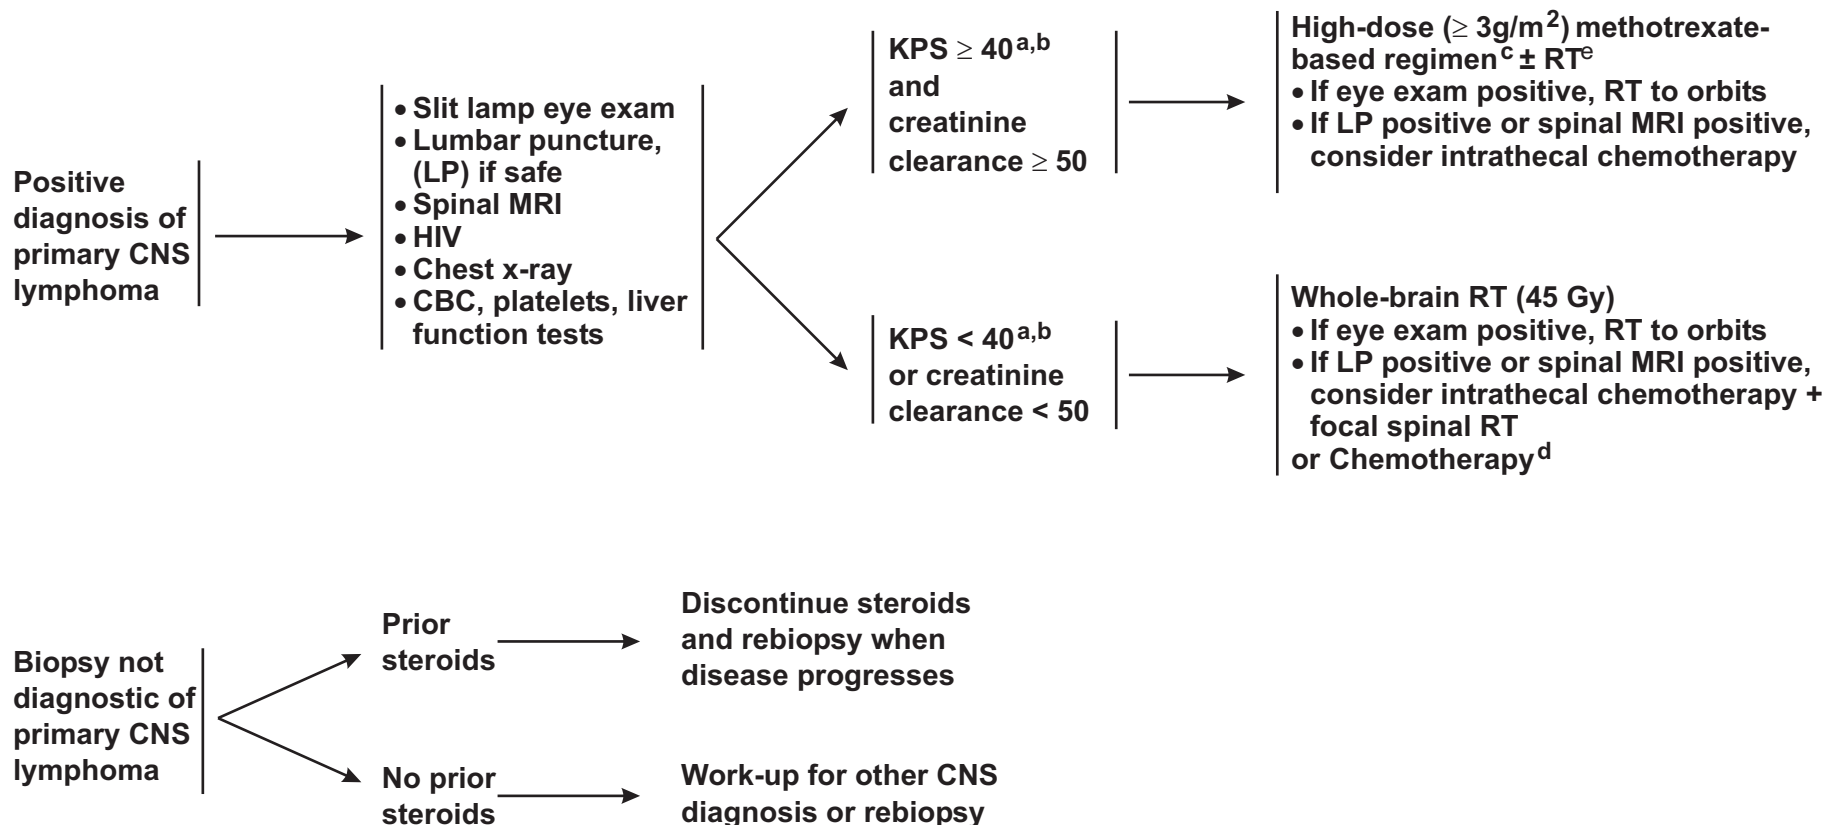 Positive
diagnosis of
primary CNS
lymphoma
• Slit lamp eye exam
• Lumbar puncture,
(LP) if safe
• Spinal MRI
• HIV
• Chest x-ray
• CBC, platelets, liver
function tests
KPS ≥ 40a,b
and
creatinine
clearance ≥ 50
High-dose (≥ 3g/m2) methotrexate-
based regimenc ± RTe
• If eye exam positive, RT to orbits
• If LP positive or spinal MRI positive,
consider intrathecal chemotherapy
KPS < 40a,b
or creatinine
clearance < 50
Whole-brain RT (45 Gy)
• If eye exam positive, RT to orbits
• If LP positive or spinal MRI positive,
consider intrathecal chemotherapy +
focal spinal RT
or Chemotherapyd
Biopsy not
diagnostic of
primary CNS
lymphoma
Prior
steroids
Discontinue steroids
and rebiopsy when
disease progresses
No prior
steroids
Work-up for other CNS
diagnosis or rebiopsy